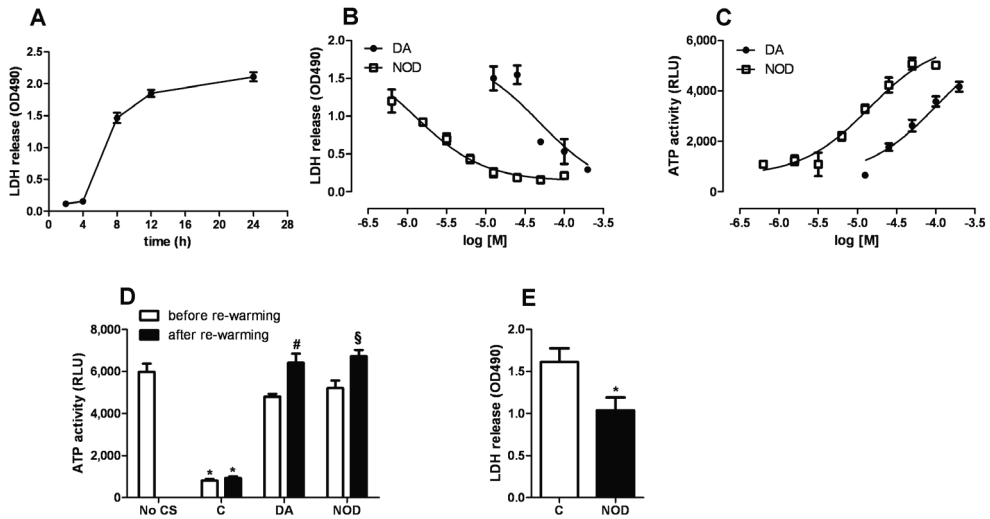 A
LDH release (OD490)
2.5
2.0
1.5
1.0
0.5
0.0
0 4 8 12 16 20 24 28
time (h)
B
DA
NOD
LDH release (OD490)
2.0
1.5
1.0
0.5
0.0
-6.5 -6.0 -5.5 -5.0 -4.5 -4.0 -3.5
log [M]
C
DA
NOD
ATP activity (RLU)
6,000
4,000
2,000
0
-6.5 -6.0 -5.5 -5.0 -4.5 -4.0 -3.5
log [M]
D
before re-warming
after re-warming
ATP activity (RLU)
8,000
6,000
4,000
2,000
0
* * # §
No CS C DA NOD
E
LDH release (OD490)
2.0
1.5
1.0
0.5
0.0
*
C NOD